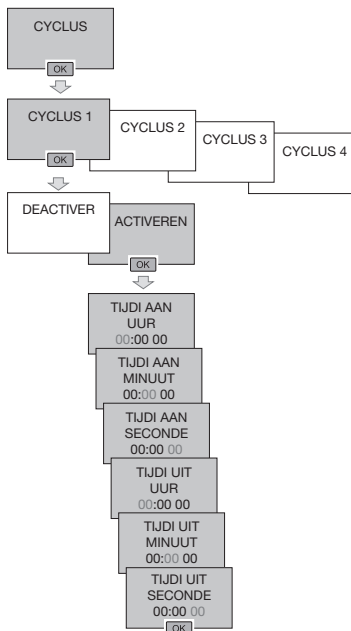 CYCLUS
OK
CYCLUS 1
CYCLUS 2
CYCLUS 3
CYCLUS 4
OK
DEACTIVER
ACTIVEREN
OK
TIJDI AAN
UUR
00:00 00
TIJDI AAN
MINUUT
00:00 00
TIJDI AAN
SECONDE
00:00 00
TIJDI UIT
UUR
00:00 00
TIJDI UIT
MINUUT
00:00 00
TIJDI UIT
SECONDE
00:00 00
OK